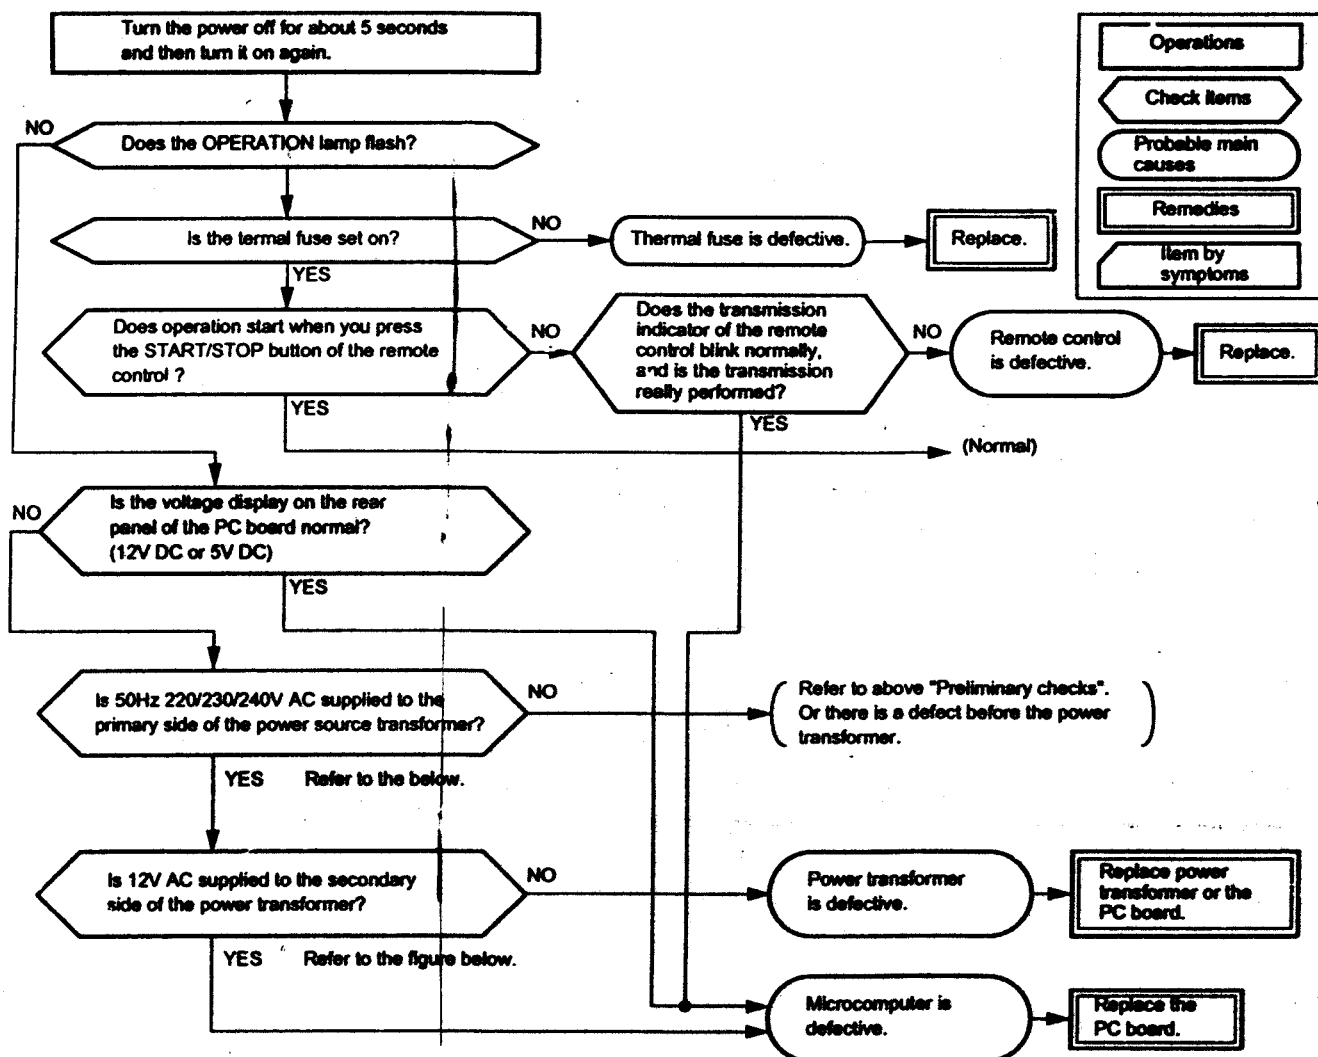 Turn the power off for about 5 seconds
and then turn it on again.
Operations
Check items
Probable main
causes
Remedies
Item by
symptoms
NO
Does the OPERATION lamp flash?
Is the termal fuse set on?
NO
Thermal fuse is defective.
Replace.
YES
Does operation start when you press
the START/STOP button of the remote
control ?
NO
Does the transmission
indicator of the remote
control blink normally,
and is the transmission
really performed?
NO
Remote control
is defective.
Replace.
YES
YES
(Normal)
NO
Is the voltage display on the rear
panel of the PC board normal?
(12V DC or 5V DC)
YES
Is 50Hz 220/230/240V AC supplied to the
primary side of the power source transformer?
NO
Refer to above "Preliminary checks".
Or there is a defect before the power
transformer.
YES Refer to the below.
Is 12V AC supplied to the secondary
side of the power transformer?
NO
Power transformer
is defective.
Replace power
transformer or the
PC board.
YES Refer to the figure below.
Microcomputer is
defective.
Replace the
PC board.